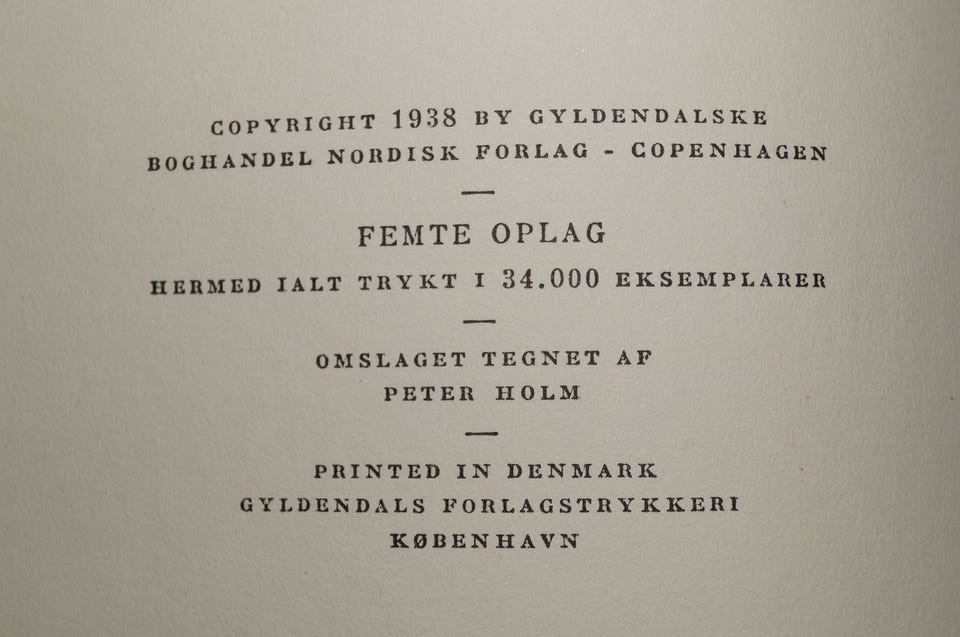 COPYRIGHT 1938 BY GYLDENDALSKE
BOGHANDEL NORDISK FORLAG - COPENHAGEN
FEMTE OPLAG
HERMED IALT TRYKT I 34.000 EKSEMPLARER
OMSLAGET TEGNET AF
PETER HOLM
PRINTED IN DENMARK
GYLDENDALS FORLAGSTRYKKERI
KØBENHAVN